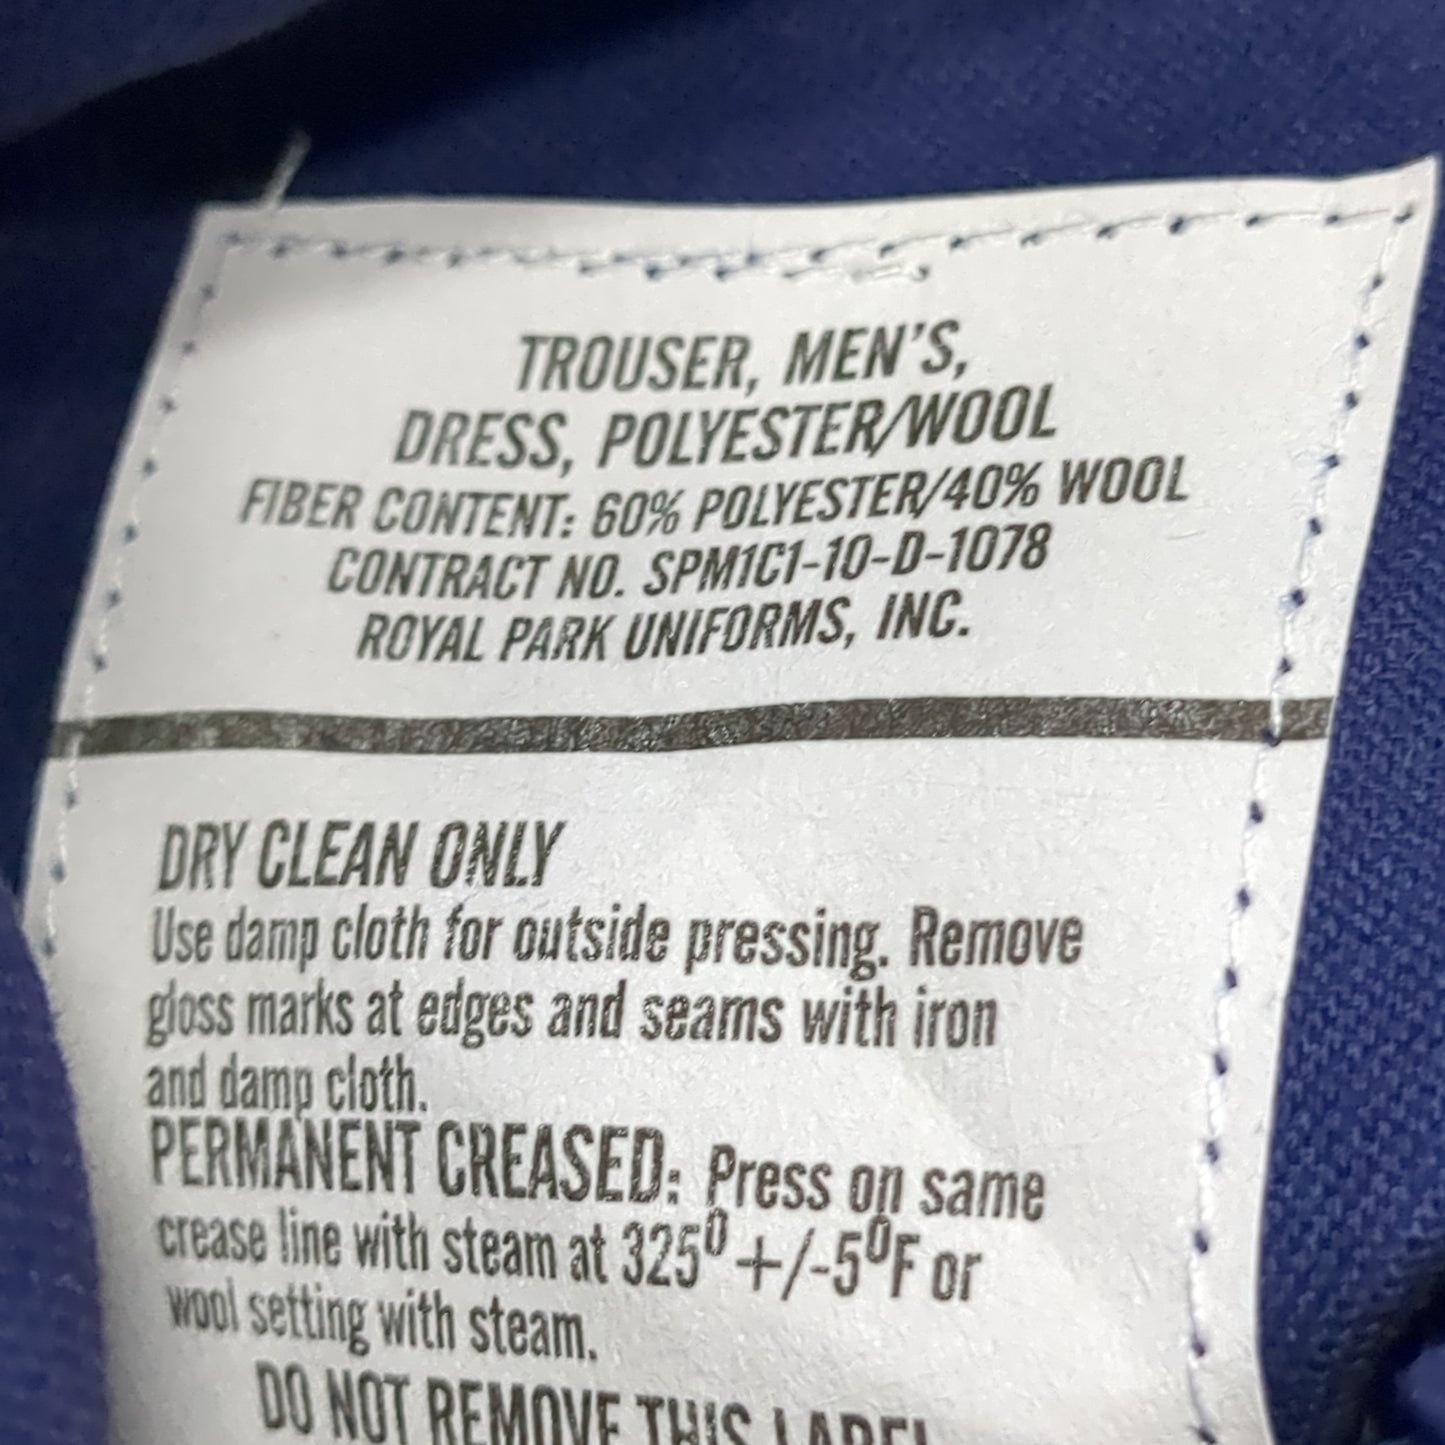 TROUSER, MEN'S,
DRESS, POLYESTER/WOOL
FIBER CONTENT: 60% POLYESTER/40% WOOL
CONTRACT NO. SPM1C1-10-D-1078
ROYAL PARK UNIFORMS, INC.
DRY CLEAN ONLY
Use damp cloth for outside pressing. Remove
gloss marks at edges and seams with iron
and damp cloth.
PERMANENT CREASED: Press on same
crease line with steam at 325⁰ +/-5⁰F or
wool setting with steam.
DO NOT REMOVE THIS LABEL